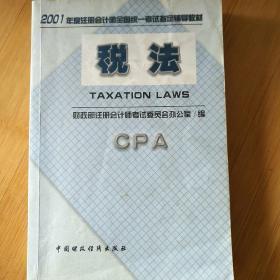 2001年度注册会计师全国统一考试指定辅导教材
税法
TAXATION LAWS
财政部注册会计师考试委员会办公室/编
CPA
中国财政经济出版社